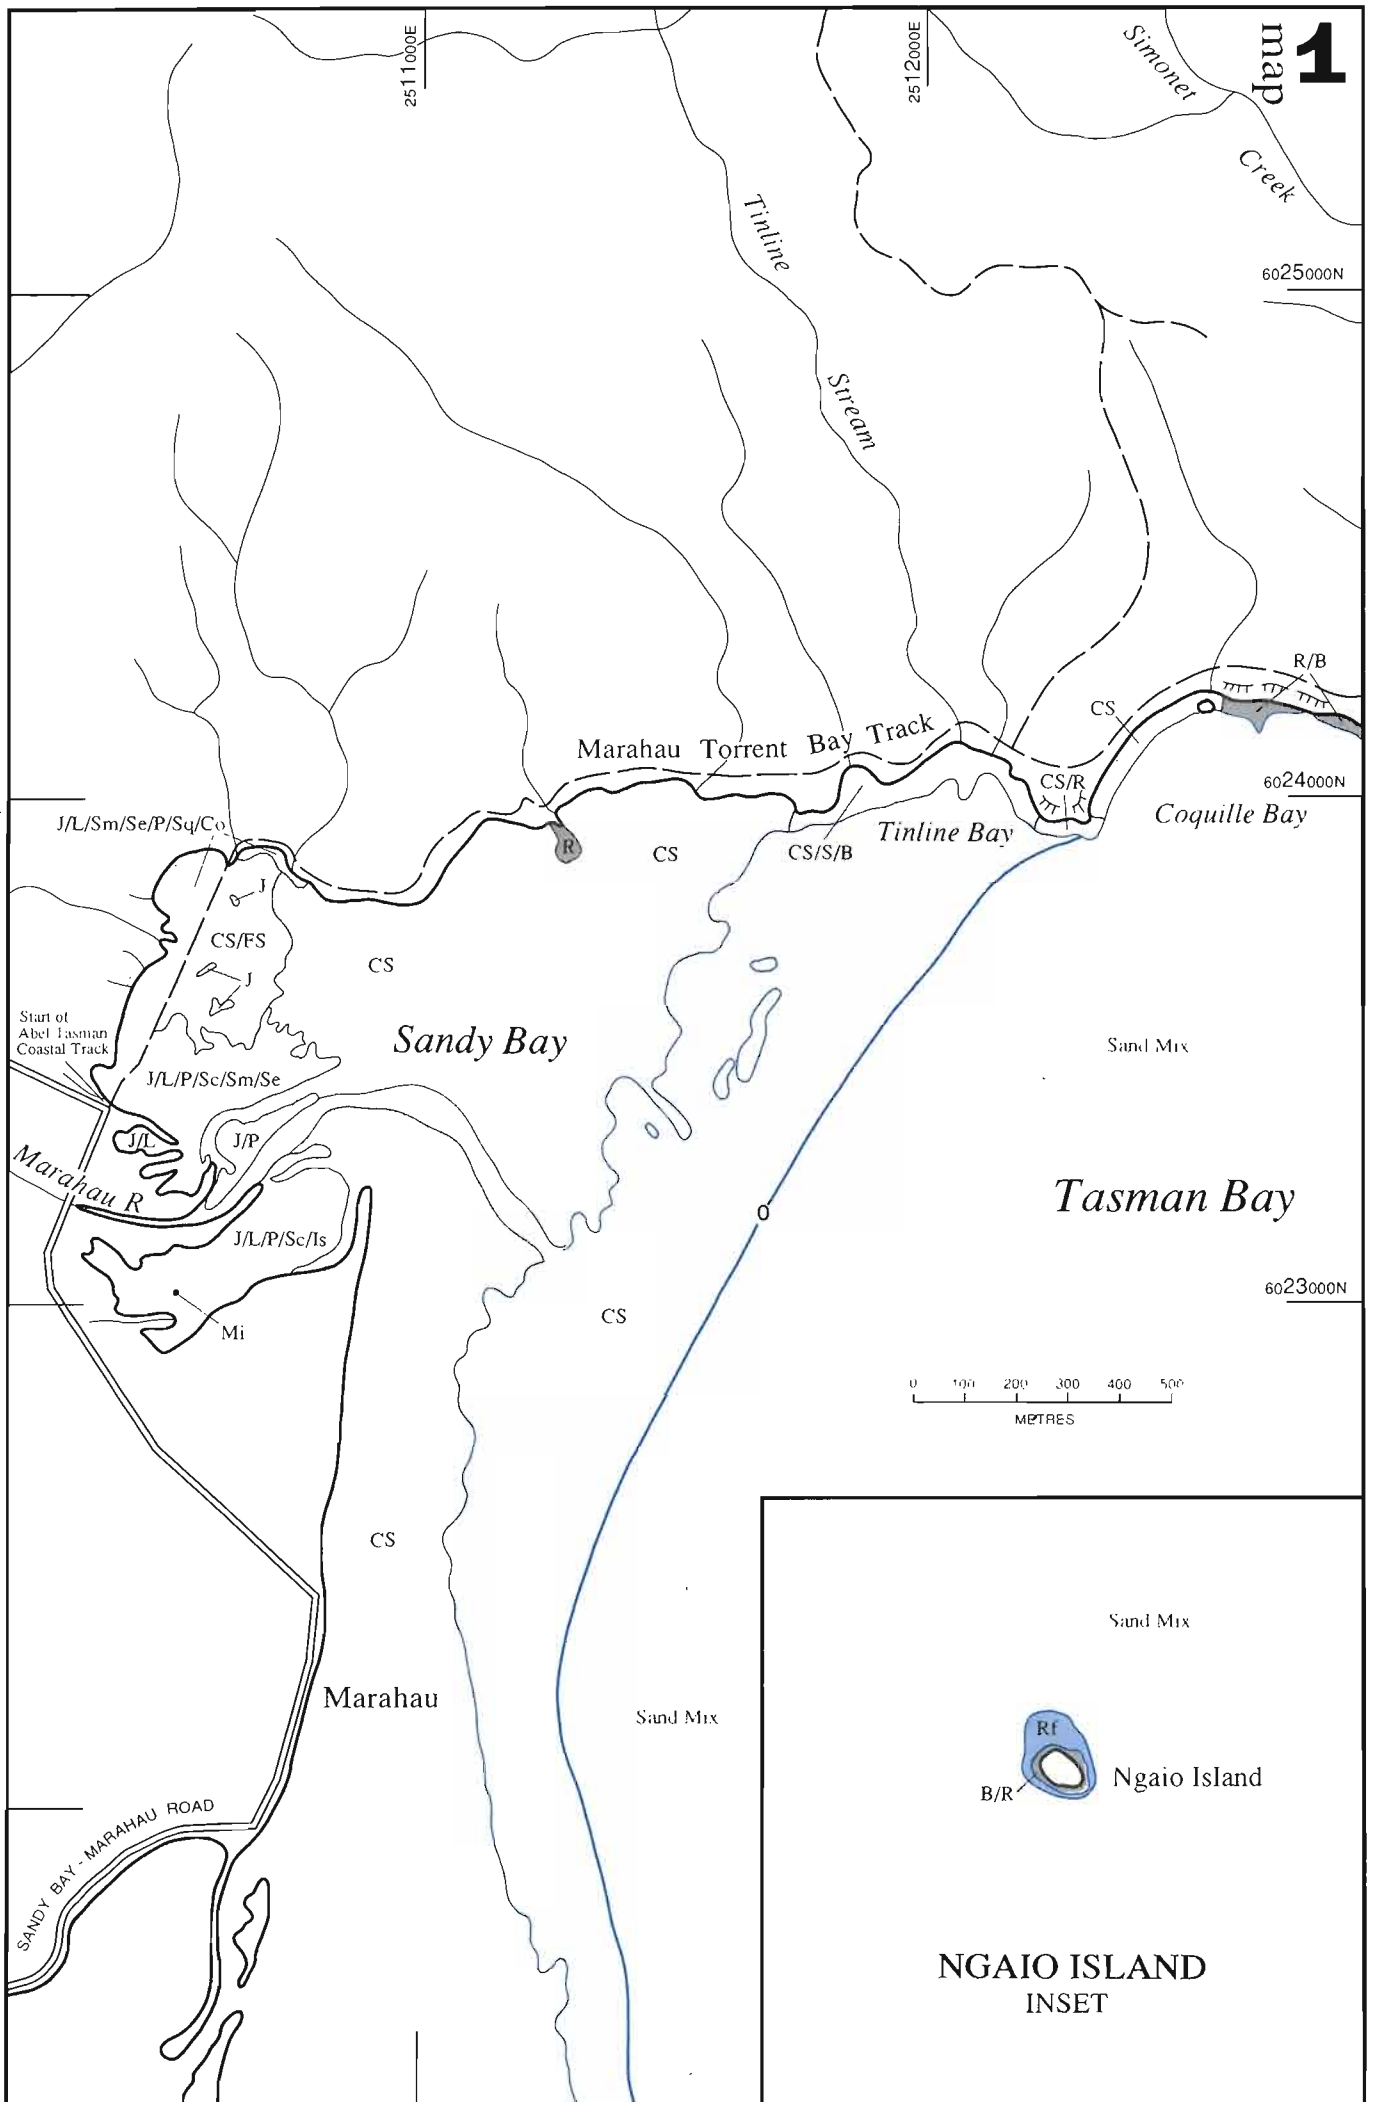 1
map
2511000E
2512000E
Simonet
Creek
Tinline
Stream
6025000N
R/B
CS
Marahau Torrent Bay Track
CS/R
6024000N
J/L/Sm/Se/P/Sq/Co
R
CS
CS/S/B
Tinline Bay
Coquille Bay
J
CS/FS
CS
J
Start of
Abel Tasman
Coastal Track
Sandy Bay
Sand Mix
J/L/P/Sc/Sm/Se
J/L
J/P
Marahau R
Tasman Bay
0
J/L/P/Sc/Is
6023000N
CS
Mi
0 100 200 300 400 500
METRES
CS
Sand Mix
Marahau
Sand Mix
Rf
Ngaio Island
B/R
SANDY BAY - MARAHAU ROAD
NGAIO ISLAND
INSET